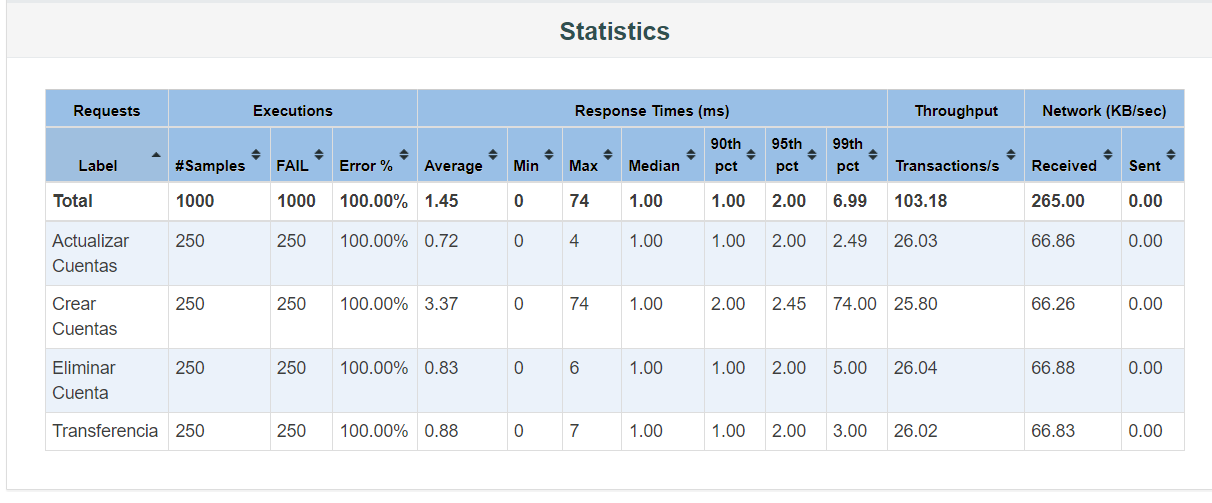 Statistics
Requests Executions Response Times (ms) Throughput Network (KB/sec)
Label #Samples FAIL Error % Average Min Max Median 90th pct 95th pct 99th pct Transactions/s Received Sent
Total 1000 1000 100.00% 1.45 0 74 1.00 1.00 2.00 6.99 103.18 265.00 0.00
Actualizar Cuentas 250 250 100.00% 0.72 0 4 1.00 1.00 2.00 2.49 26.03 66.86 0.00
Crear Cuentas 250 250 100.00% 3.37 0 74 1.00 2.00 2.45 74.00 25.80 66.26 0.00
Eliminar Cuenta 250 250 100.00% 0.83 0 6 1.00 1.00 2.00 5.00 26.04 66.88 0.00
Transferencia 250 250 100.00% 0.88 0 7 1.00 1.00 2.00 3.00 26.02 66.83 0.00